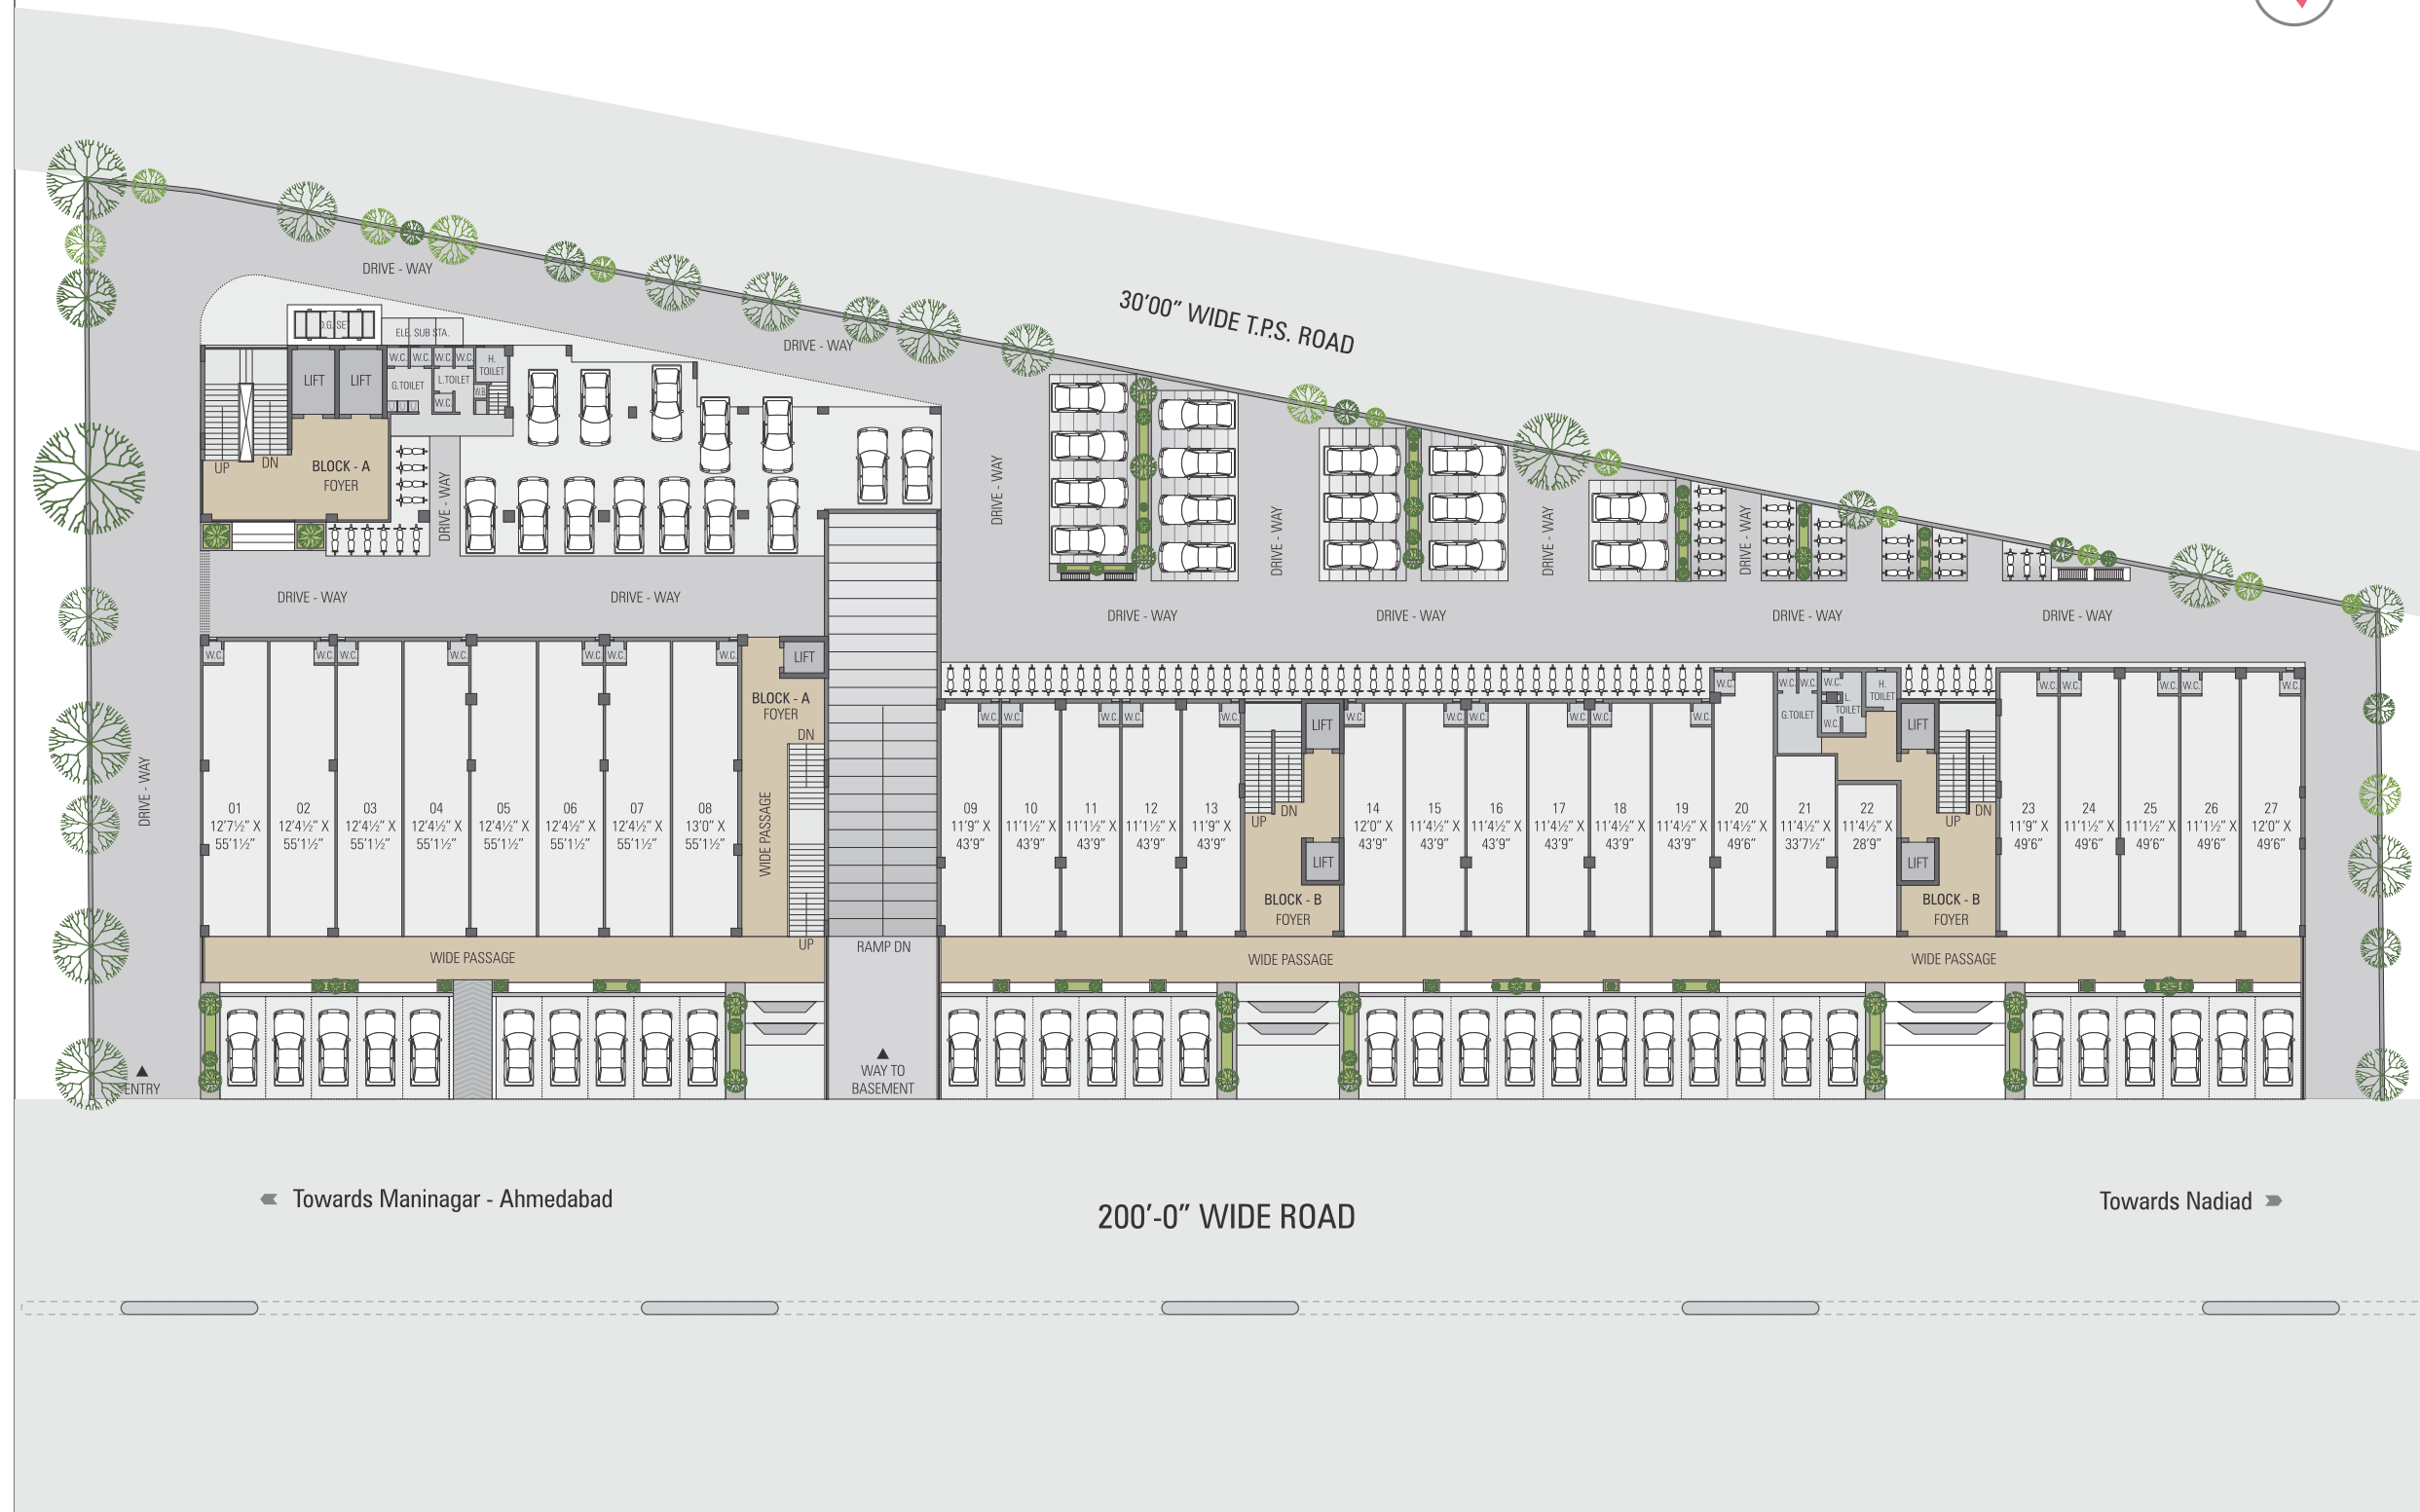 30’00” WIDE T.P.S. ROAD
DRIVE - WAY
DRIVE - WAY
D.G. SET
ELE. SUB STA.
LIFT
LIFT
W.C.
W.C.
W.C.
W.C.
H.
TOILET
G.TOILET
L.TOILET
W.B.
W.C.
UP
DN
BLOCK - A
FOYER
DRIVE - WAY
DRIVE - WAY
DRIVE - WAY
DRIVE - WAY
DRIVE - WAY
DRIVE - WAY
DRIVE - WAY
DRIVE - WAY
DRIVE - WAY
DRIVE - WAY
DRIVE - WAY
DRIVE - WAY
W.C.
W.C.
W.C.
W.C.
W.C.
W.C.
W.C.
LIFT
BLOCK - A
FOYER
DN
WIDE PASSAGE
UP
01
12’7½” X
55’1½”
02
12’4½” X
55’1½”
03
12’4½” X
55’1½”
04
12’4½” X
55’1½”
05
12’4½” X
55’1½”
06
12’4½” X
55’1½”
07
12’4½” X
55’1½”
08
13’0” X
55’1½”
W.C.
W.C.
W.C.
W.C.
W.C.
LIFT
W.C.
W.C.
W.C.
W.C.
W.C.
W.C.
W.C.
W.C.
W.C.
G.TOILET
W.C.
L.
TOILET
W.C.
H.
TOILET
LIFT
W.C.
W.C.
W.C.
W.C.
W.C.
09
11’9” X
43’9”
10
11’1½” X
43’9”
11
11’1½” X
43’9”
12
11’1½” X
43’9”
13
11’9” X
43’9”
UP
DN
LIFT
BLOCK - B
FOYER
14
12’0” X
43’9”
15
11’4½” X
43’9”
16
11’4½” X
43’9”
17
11’4½” X
43’9”
18
11’4½” X
43’9”
19
11’4½” X
43’9”
20
11’4½” X
49’6”
21
11’4½” X
33’7½”
22
11’4½” X
28’9”
UP
DN
LIFT
BLOCK - B
FOYER
23
11’9” X
49’6”
24
11’1½” X
49’6”
25
11’1½” X
49’6”
26
11’1½” X
49’6”
27
12’0” X
49’6”
WIDE PASSAGE
RAMP DN
WIDE PASSAGE
WIDE PASSAGE
ENTRY
WAY TO
BASEMENT
Towards Maninagar - Ahmedabad
200’-0” WIDE ROAD
Towards Nadiad